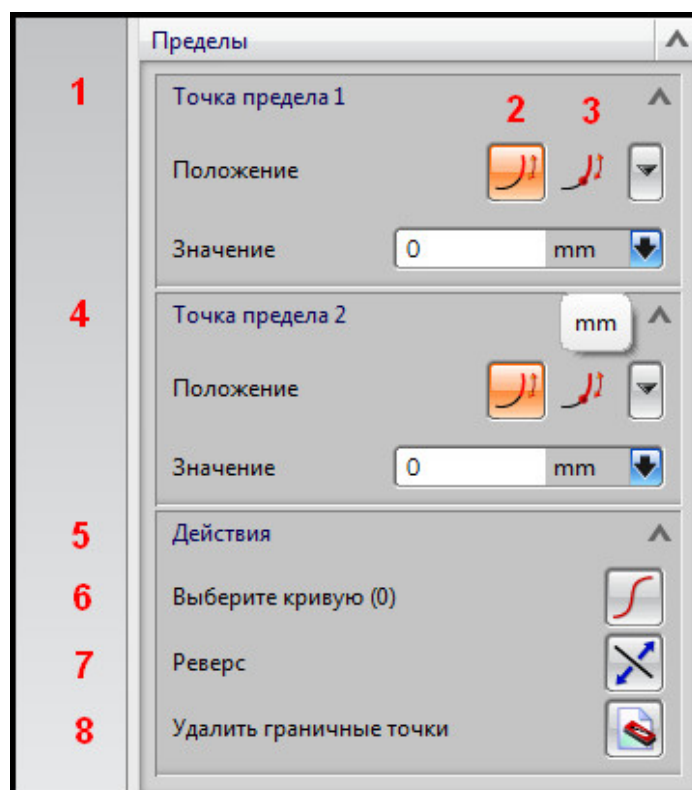 Пределы
1 Точка предела 1 2 3
Положение
Значение 0 mm
4 Точка предела 2 mm
Положение
Значение 0 mm
5 Действия
6 Выберите кривую (0)
7 Реверс
8 Удалить граничные точки